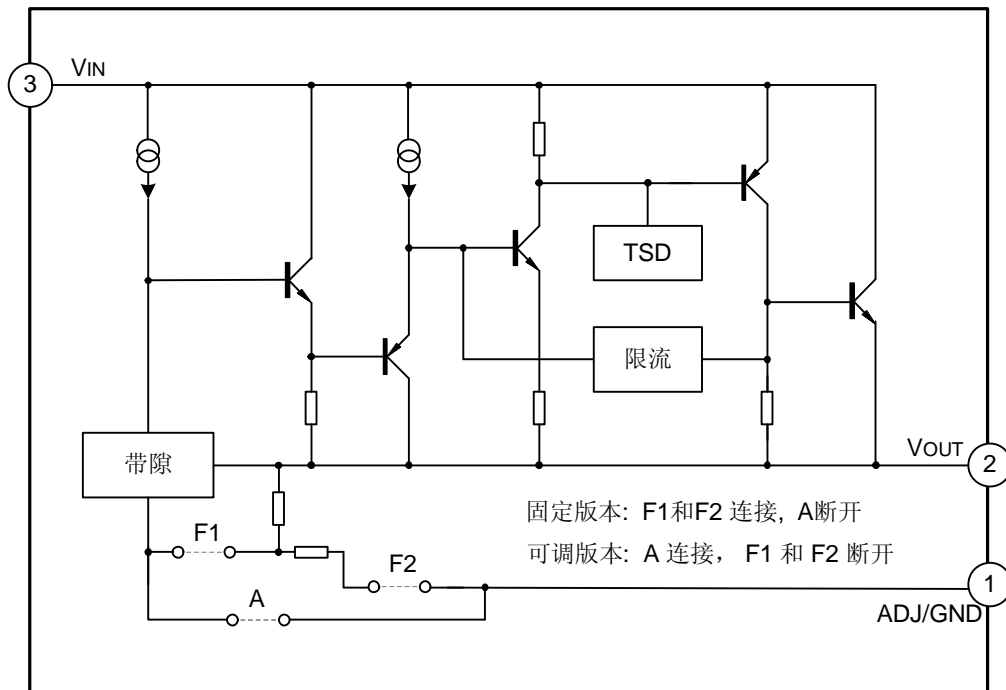 3
VIN
TSD
限流
带隙
VOUT
2
固定版本: F1和F2 连接, A断开
F1
可调版本: A 连接， F1 和 F2 断开
F2
1
A
ADJ/GND